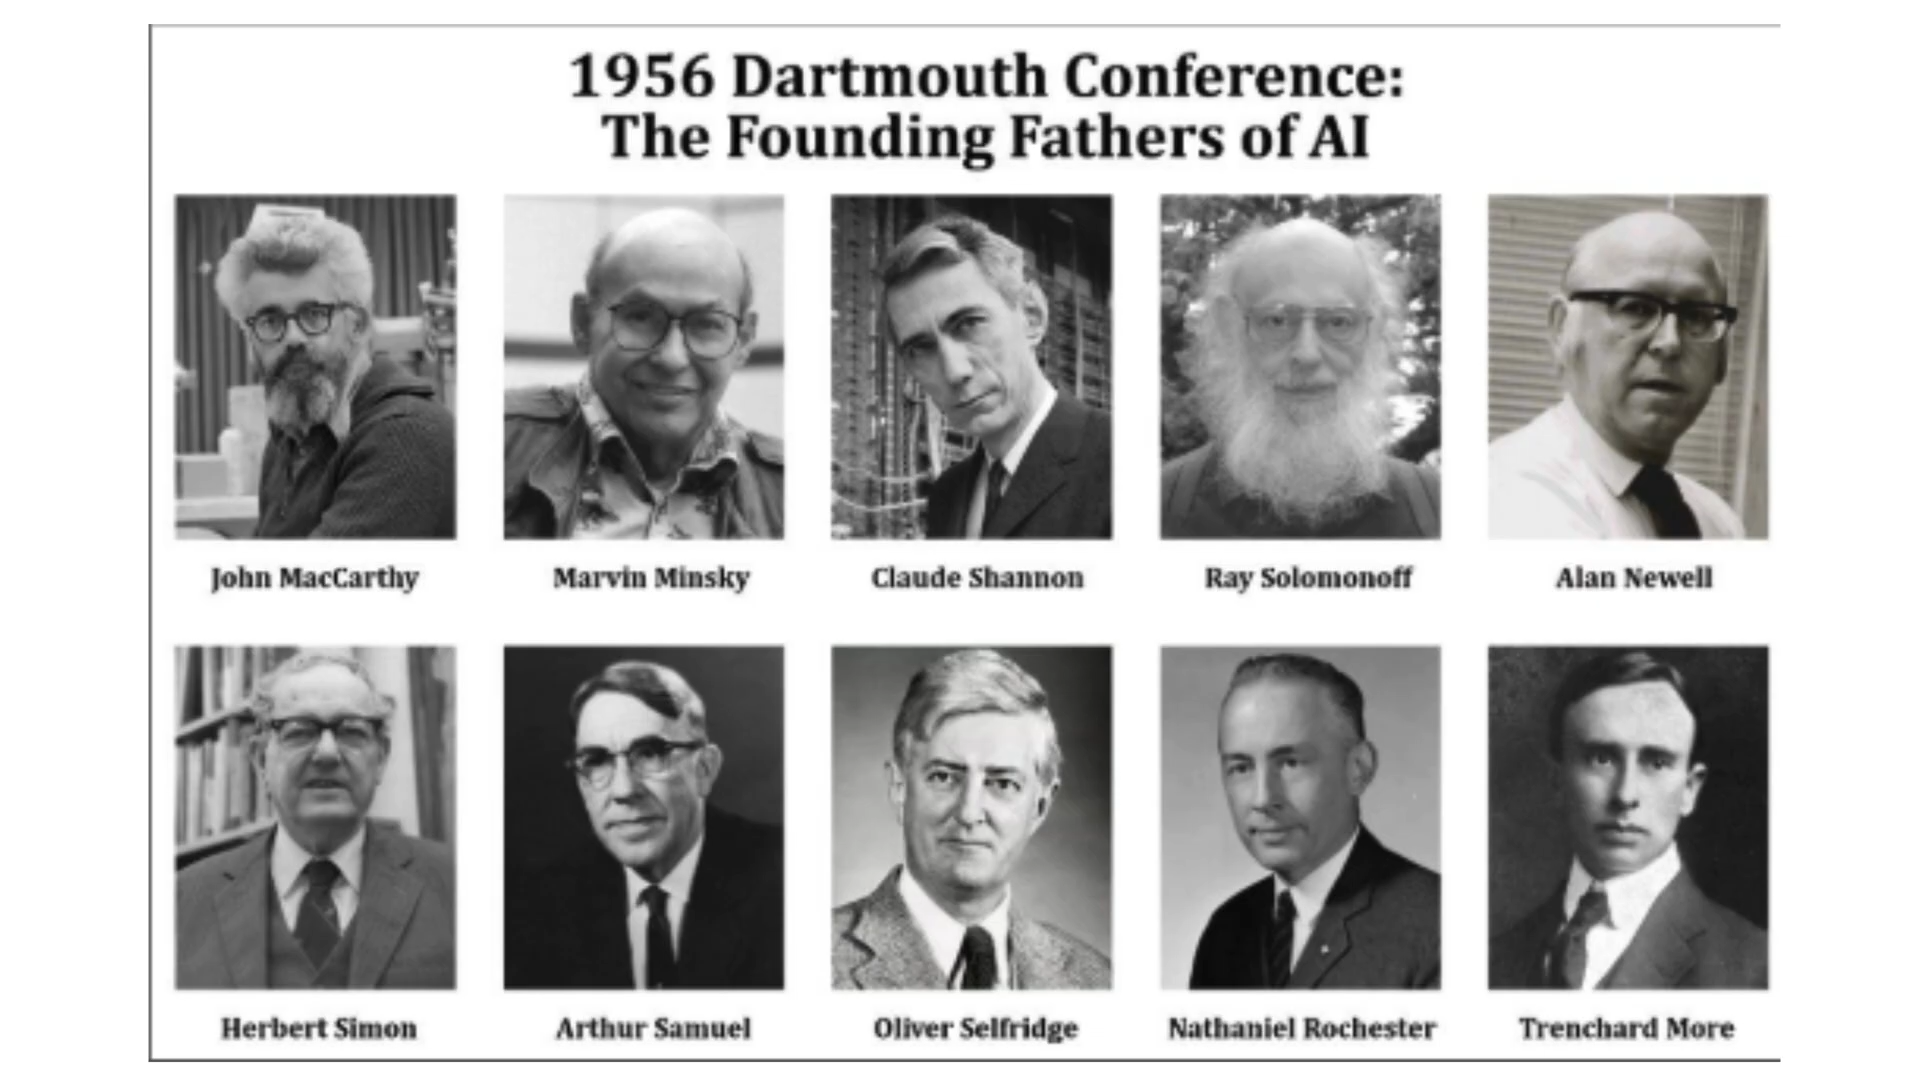 1956 Dartmouth Conference:
The Founding Fathers of AI
John MacCarthy
Marvin Minsky
Claude Shannon
Ray Solomonoff
Alan Newell
Herbert Simon
Arthur Samuel
Oliver Selfridge
Nathaniel Rochester
Trenchard More